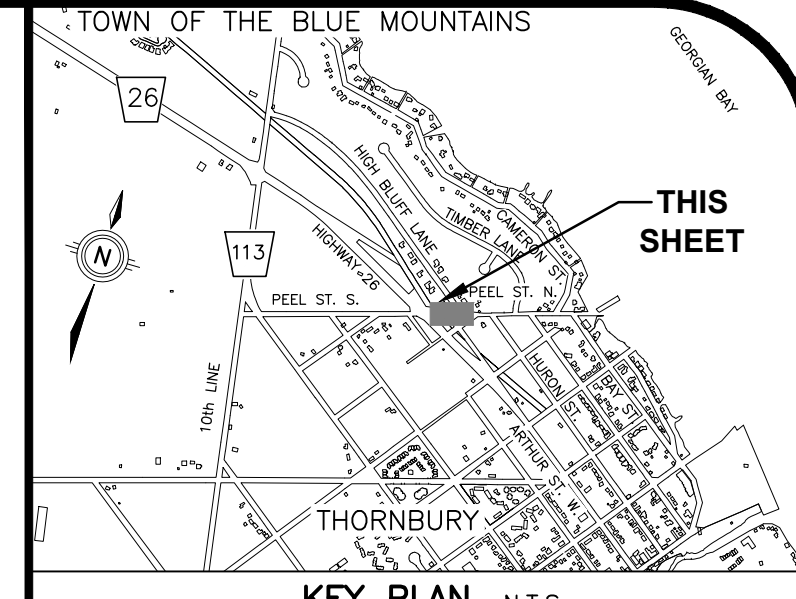 TOWN OF THE BLUE MOUNTAINS
GEORGIAN BAY
26
HIGH BLUFF LANE
THIS
SHEET
CAMERON ST.
TIMBER LANE
HIGHWAY-26
113
N
PEEL ST. S.
PEEL ST. N.
10th LINE
HURON ST.
BAY ST.
ARTHUR ST. W.
THORNBURY
KEY PLAN N.T.S.